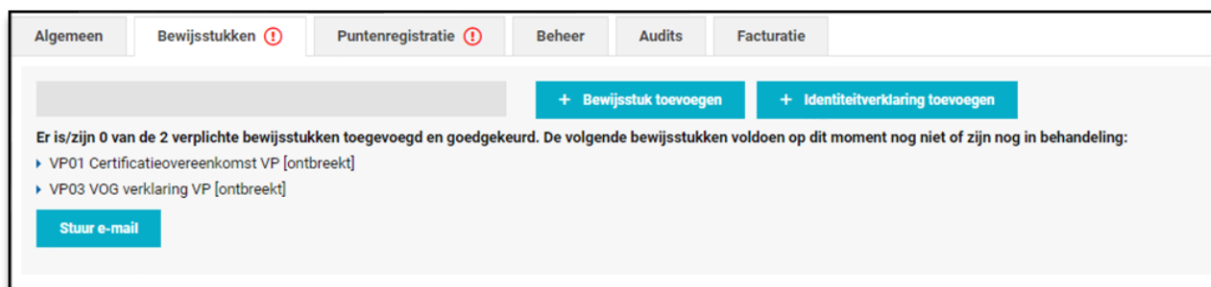 Algemeen Bewijsstukken Puntenregistratie Beheer Audits Facturatie
+ Bewijsstuk toevoegen + Identiteitverklaring toevoegen
Er is/zijn 0 van de 2 verplichte bewijsstukken toegevoegd en goedgekeurd. De volgende bewijsstukken voldoen op dit moment nog niet of zijn nog in behandeling:
VP01 Certificatieovereenkomst VP [ontbreekt]
VP03 VOG verklaring VP [ontbreekt]
Stuur e-mail